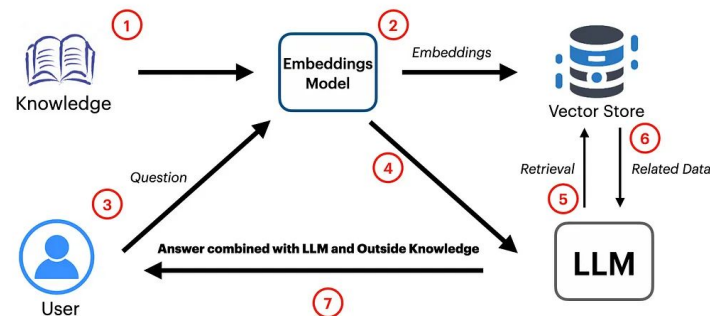 1
2
Embeddings
Embeddings
Model
Knowledge
Vector Store
6
4
3
Question
Retrieval
Related Data
5
Answer combined with LLM and Outside Knowledge
LLM
7
User